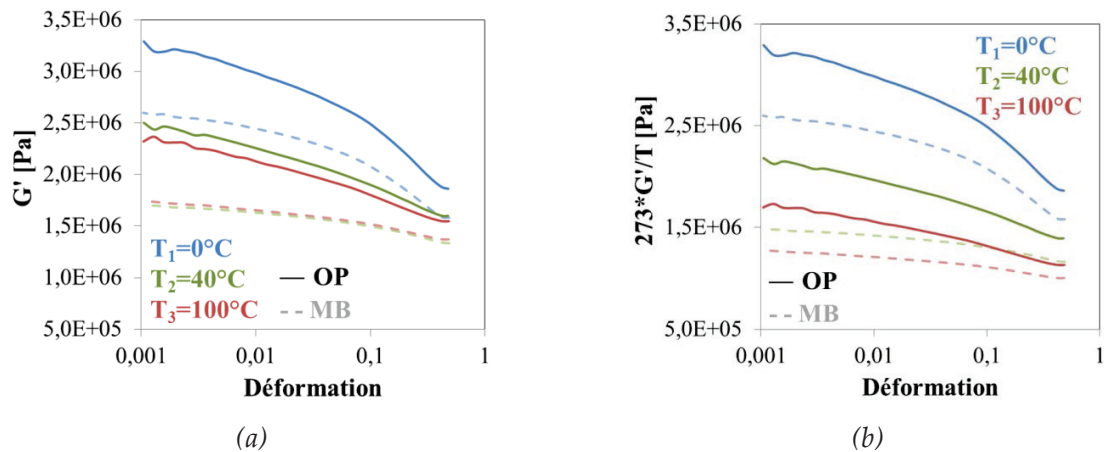 3,5E+06
3,0E+06
2,5E+06
2,0E+06
1,5E+06
1,0E+06
5,0E+05
G' [Pa]
T1=0°C
T2=40°C
T3=100°C
OP
MB
0,001
0,01
0,1
1
Déformation
(a)
3,5E+06
2,5E+06
1,5E+06
5,0E+05
273*G'/T [Pa]
T1=0°C
T2=40°C
T3=100°C
OP
MB
0,001
0,01
0,1
1
Déformation
(b)